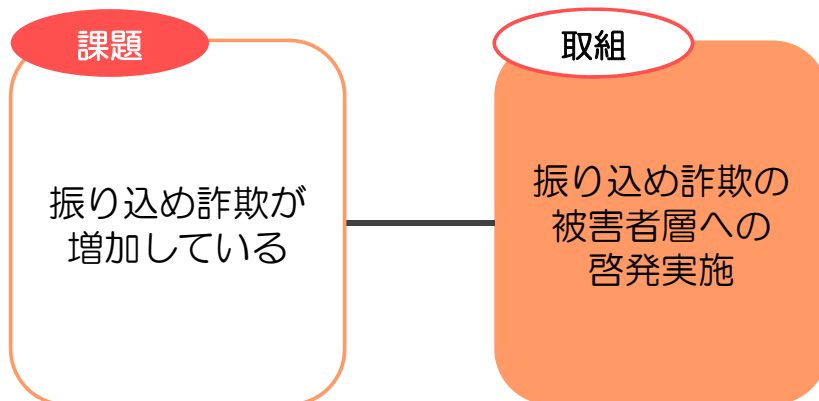 課題
振り込め詐欺が
増加している
取組
振り込め詐欺の
被害者層への
啓発実施